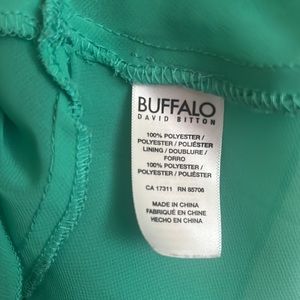 BUFFALO
DAVID BITTON
100% POLYESTER /
POLYESTER / POLIÉSTER
LINING / DOUBLURE /
FORRO
100% POLYESTER /
POLYESTER / POLIÉSTER
CA 17311 RN 85706
MADE IN CHINA
FABRIQUÉ EN CHINE
HECHO EN CHINA